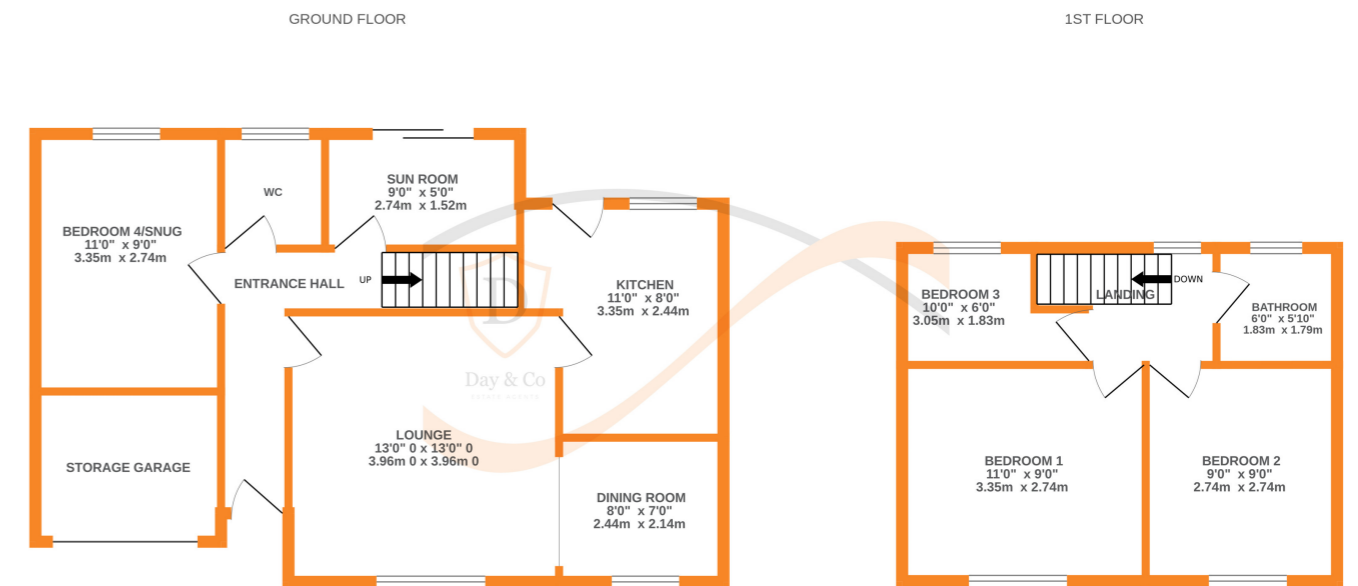 GROUND FLOOR
1ST FLOOR
WC
SUN ROOM
9'0" x 5'0"
2.74m x 1.52m
BEDROOM 4/SNUG
11'0" x 9'0"
3.35m x 2.74m
ENTRANCE HALL
UP
KITCHEN
11'0" x 8'0"
3.35m x 2.44m
D
Day & Co
ESTATE AGENTS
LOUNGE
13'0" 0 x 13'0" 0
3.96m 0 x 3.96m 0
STORAGE GARAGE
DINING ROOM
8'0" x 7'0"
2.44m x 2.14m
BEDROOM 3
10'0" x 6'0"
3.05m x 1.83m
DOWN
LANDING
BATHROOM
6'0" x 5'10"
1.83m x 1.79m
BEDROOM 1
11'0" x 9'0"
3.35m x 2.74m
BEDROOM 2
9'0" x 9'0"
2.74m x 2.74m